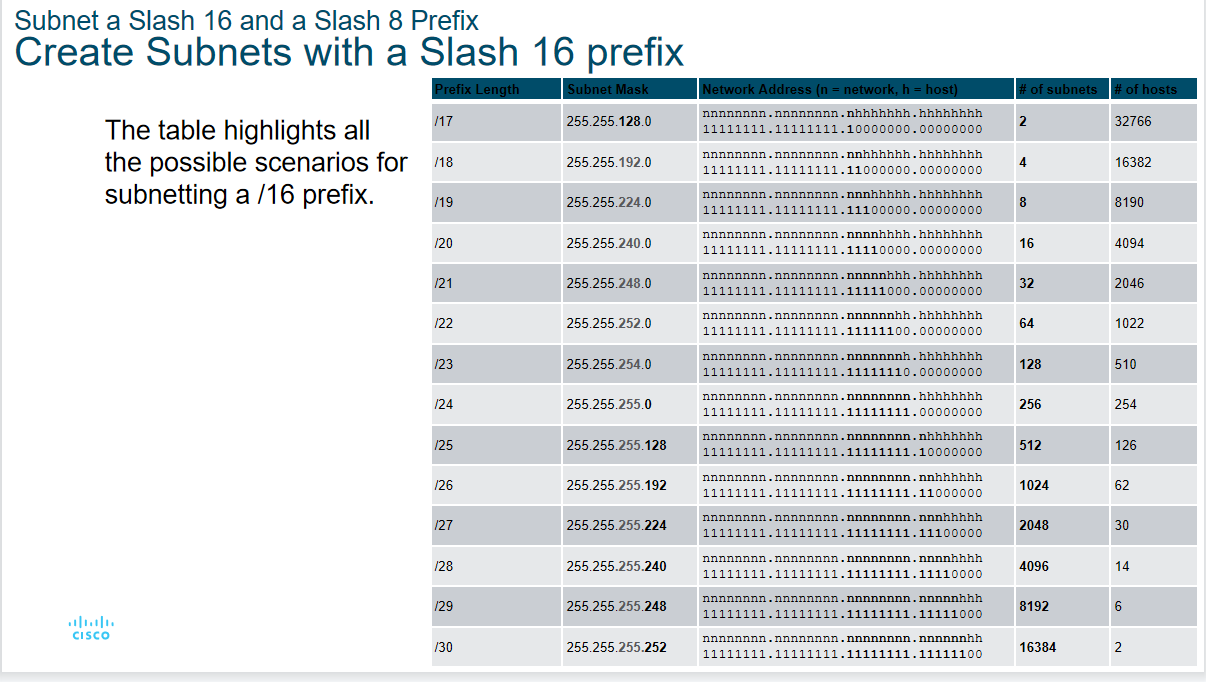 Subnet a Slash 16 and a Slash 8 Prefix
Create Subnets with a Slash 16 prefix
The table highlights all
the possible scenarios for
subnetting a /16 prefix.
Prefix Length Subnet Mask Network Address (n = network, h = host) # of subnets # of hosts
/17 255.255.128.0 nnnnnnnn.nnnnnnnn.nhhhhhhh.hhhhhhhh 2 32766
11111111.11111111.10000000.00000000
/18 255.255.192.0 nnnnnnnn.nnnnnnnn.nnhhhhhh.hhhhhhhh 4 16382
11111111.11111111.11000000.00000000
/19 255.255.224.0 nnnnnnnn.nnnnnnnn.nnnhhhhh.hhhhhhhh 8 8190
11111111.11111111.11100000.00000000
/20 255.255.240.0 nnnnnnnn.nnnnnnnn.nnnnhhhh.hhhhhhhh 16 4094
11111111.11111111.11110000.00000000
/21 255.255.248.0 nnnnnnnn.nnnnnnnn.nnnnnhhh.hhhhhhhh 32 2046
11111111.11111111.11111000.00000000
/22 255.255.252.0 nnnnnnnn.nnnnnnnn.nnnnnnhh.hhhhhhhh 64 1022
11111111.11111111.11111100.00000000
/23 255.255.254.0 nnnnnnnn.nnnnnnnn.nnnnnnnh.hhhhhhhh 128 510
11111111.11111111.11111110.00000000
/24 255.255.255.0 nnnnnnnn.nnnnnnnn.nnnnnnnn.hhhhhhhh 256 254
11111111.11111111.11111111.00000000
/25 255.255.255.128 nnnnnnnn.nnnnnnnn.nnnnnnnn.nhhhhhhh 512 126
11111111.11111111.11111111.10000000
/26 255.255.255.192 nnnnnnnn.nnnnnnnn.nnnnnnnn.nnhhhhhh 1024 62
11111111.11111111.11111111.11000000
/27 255.255.255.224 nnnnnnnn.nnnnnnnn.nnnnnnnn.nnnhhhhh 2048 30
11111111.11111111.11111111.11100000
/28 255.255.255.240 nnnnnnnn.nnnnnnnn.nnnnnnnn.nnnnhhhh 4096 14
11111111.11111111.11111111.11110000
/29 255.255.255.248 nnnnnnnn.nnnnnnnn.nnnnnnnn.nnnnnhhh 8192 6
11111111.11111111.11111111.11111000
/30 255.255.255.252 nnnnnnnn.nnnnnnnn.nnnnnnnn.nnnnnnhh 16384 2
11111111.11111111.11111111.11111100
CISCO